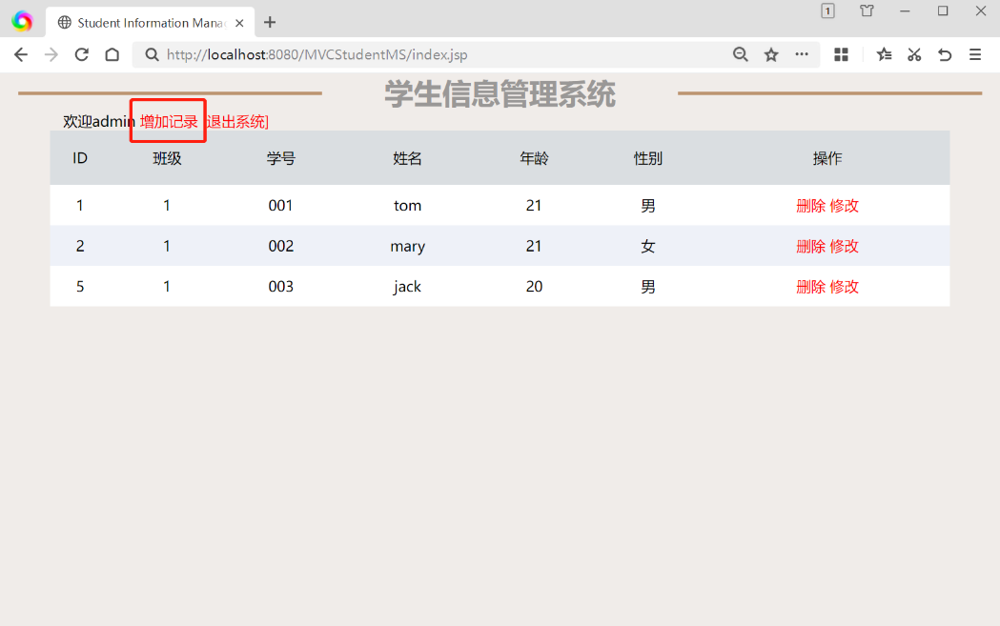 Student Information Mana
1
http://localhost:8080/MVCStudentMS/index.jsp
学生信息管理系统
欢迎admin 增加记录 退出系统]
ID 班级 学号 姓名 年龄 性别 操作
1 1 001 tom 21 男 删除 修改
2 1 002 mary 21 女 删除 修改
5 1 003 jack 20 男 删除 修改